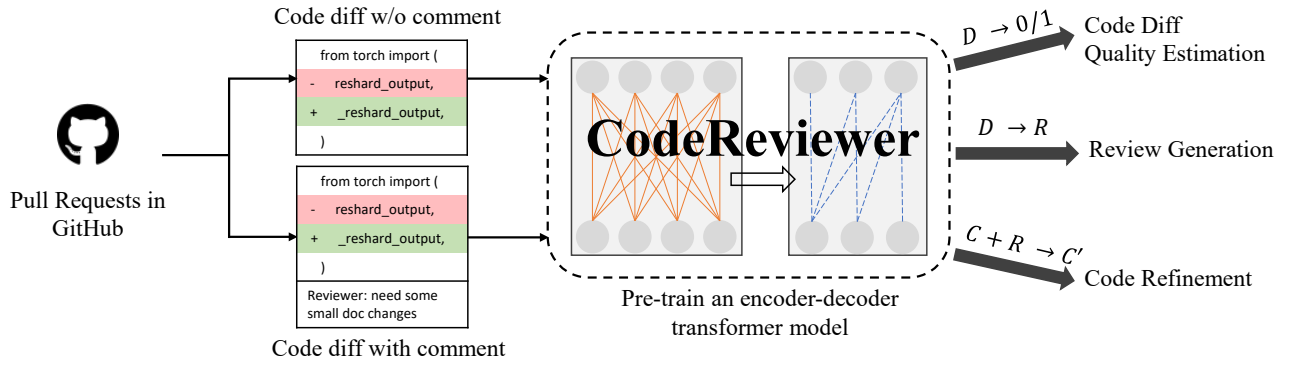 Pull Requests in
GitHub
Code diff w/o comment
from torch import (
- reshard_output,
+ _reshard_output,
)
from torch import (
- reshard_output,
+ _reshard_output,
)
Reviewer: need some
small doc changes
Code diff with comment
CodeReviewer
Pre-train an encoder-decoder
transformer model
D → 0/1
Code Diff
Quality Estimation
D → R
Review Generation
C + R → C′
Code Refinement